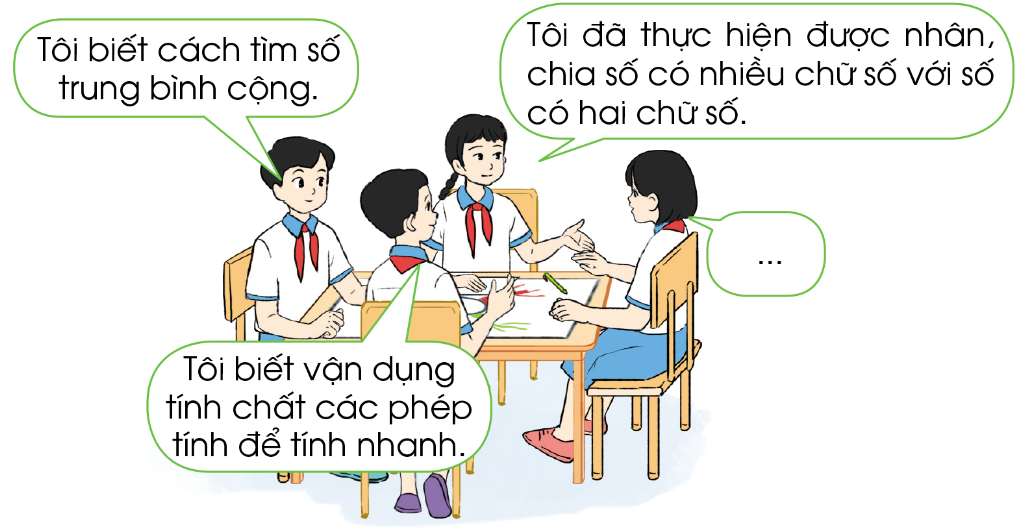 Tôi biết cách tìm số
trung bình cộng.
Tôi đã thực hiện được nhân,
chia số có nhiều chữ số với số
có hai chữ số.
...
Tôi biết vận dụng
tính chất các phép
tính để tính nhanh.